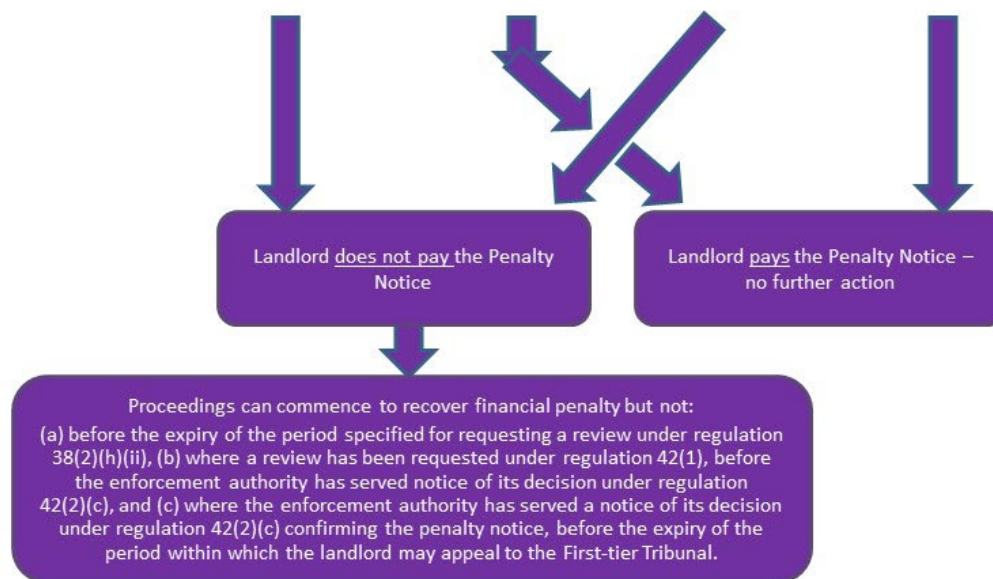 Landlord does not pay the Penalty
Notice
Landlord pays the Penalty Notice –
no further action
Proceedings can commence to recover financial penalty but not:
(a) before the expiry of the period specified for requesting a review under regulation
38(2)(h)(ii), (b) where a review has been requested under regulation 42(1), before
the enforcement authority has served notice of its decision under regulation
42(2)(c), and (c) where the enforcement authority has served a notice of its decision
under regulation 42(2)(c) confirming the penalty notice, before the expiry of the
period within which the landlord may appeal to the First-tier Tribunal.